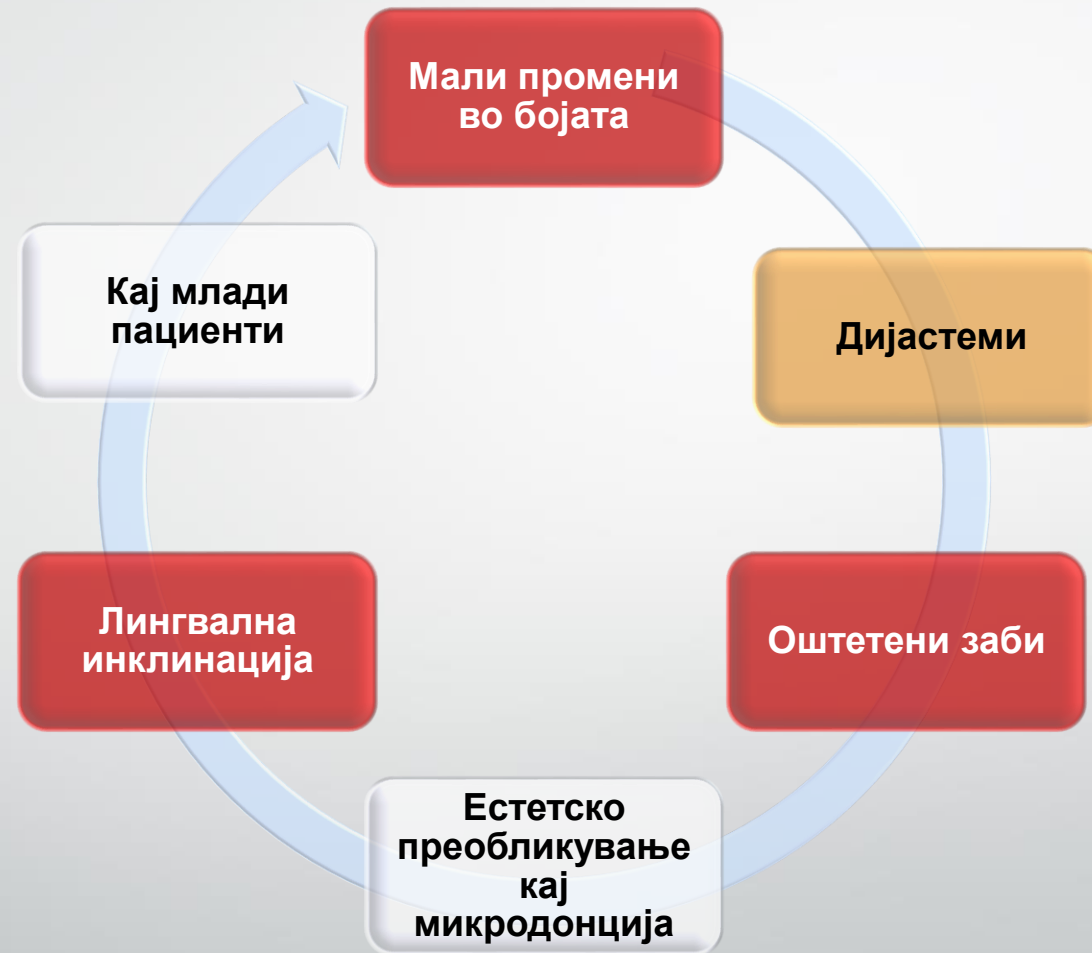 Мали промени
во бојата
Дијастеми
Оштетени заби
Естетско
преобликување
кај
микродонција
Лингвална
инклинација
Кај млади
пациенти